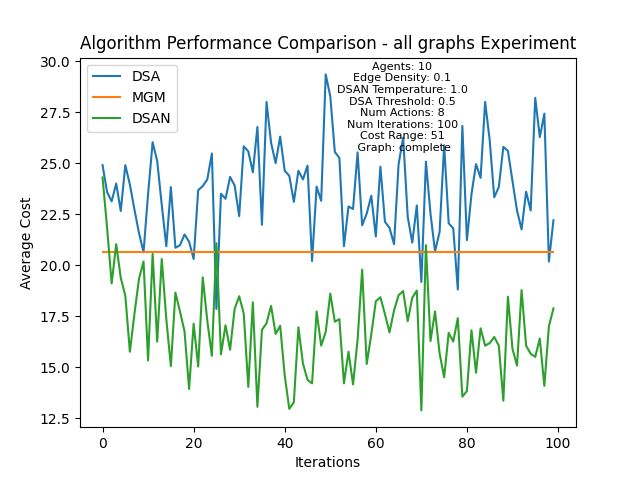 Algorithm Performance Comparison - all graphs Experiment
DSA
MGM
DSAN
Agents: 10
Edge Density: 0.1
DSAN Temperature: 1.0
DSA Threshold: 0.5
Num Actions: 8
Num Iterations: 100
Cost Range: 51
Graph: complete
Average Cost
30.0
27.5
25.0
22.5
20.0
17.5
15.0
12.5
0
20
40
60
80
100
Iterations